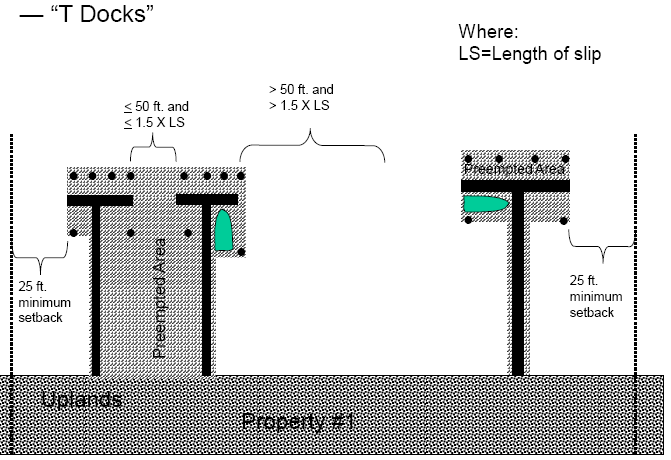 — “T Docks”
Where:
LS=Length of slip
> 50 ft. and
> 1.5 X LS
≤ 50 ft. and
≤ 1.5 X LS
Preempted Area
Preempted Area
25 ft.
minimum
setback
25 ft.
minimum
setback
Uplands
Property #1